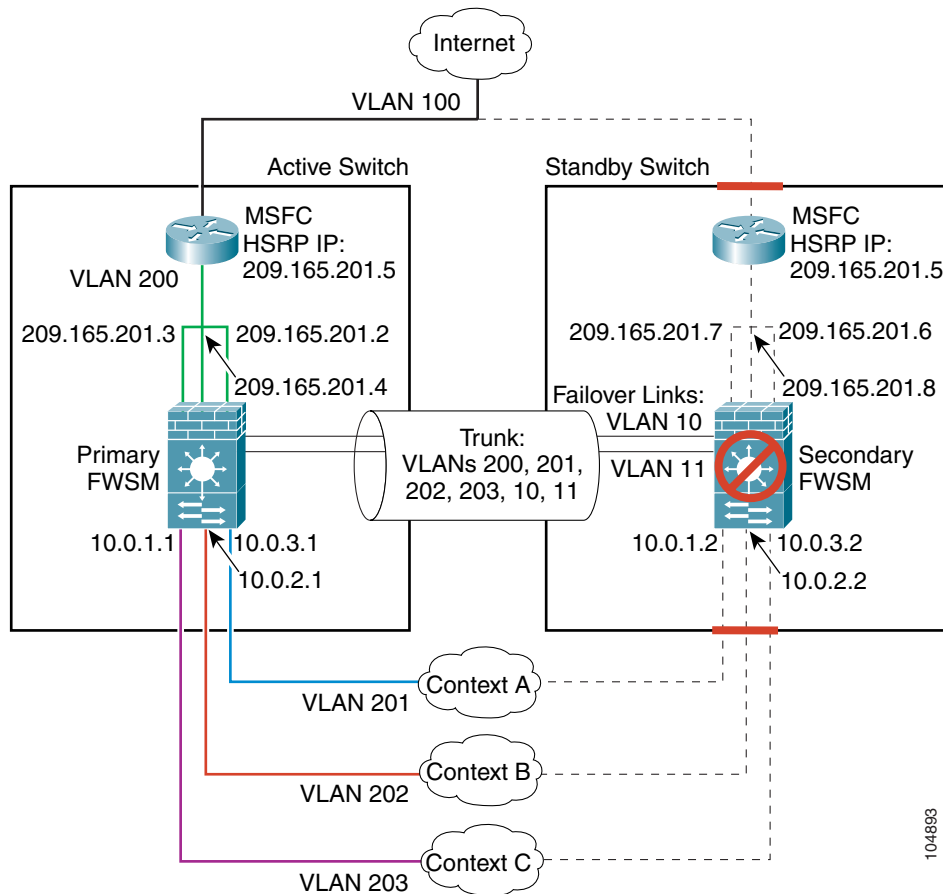 Internet
VLAN 100
Active Switch
Standby Switch
MSFC
HSRP IP:
209.165.201.5
MSFC
HSRP IP:
209.165.201.5
VLAN 200
209.165.201.3
209.165.201.2
209.165.201.4
209.165.201.7
209.165.201.6
209.165.201.8
Failover Links:
VLAN 10
VLAN 11
Trunk:
VLANs 200, 201,
202, 203, 10, 11
Primary
FWSM
Secondary
FWSM
10.0.1.1
10.0.3.1
10.0.2.1
10.0.1.2
10.0.3.2
10.0.2.2
Context A
VLAN 201
Context B
VLAN 202
Context C
VLAN 203
104893